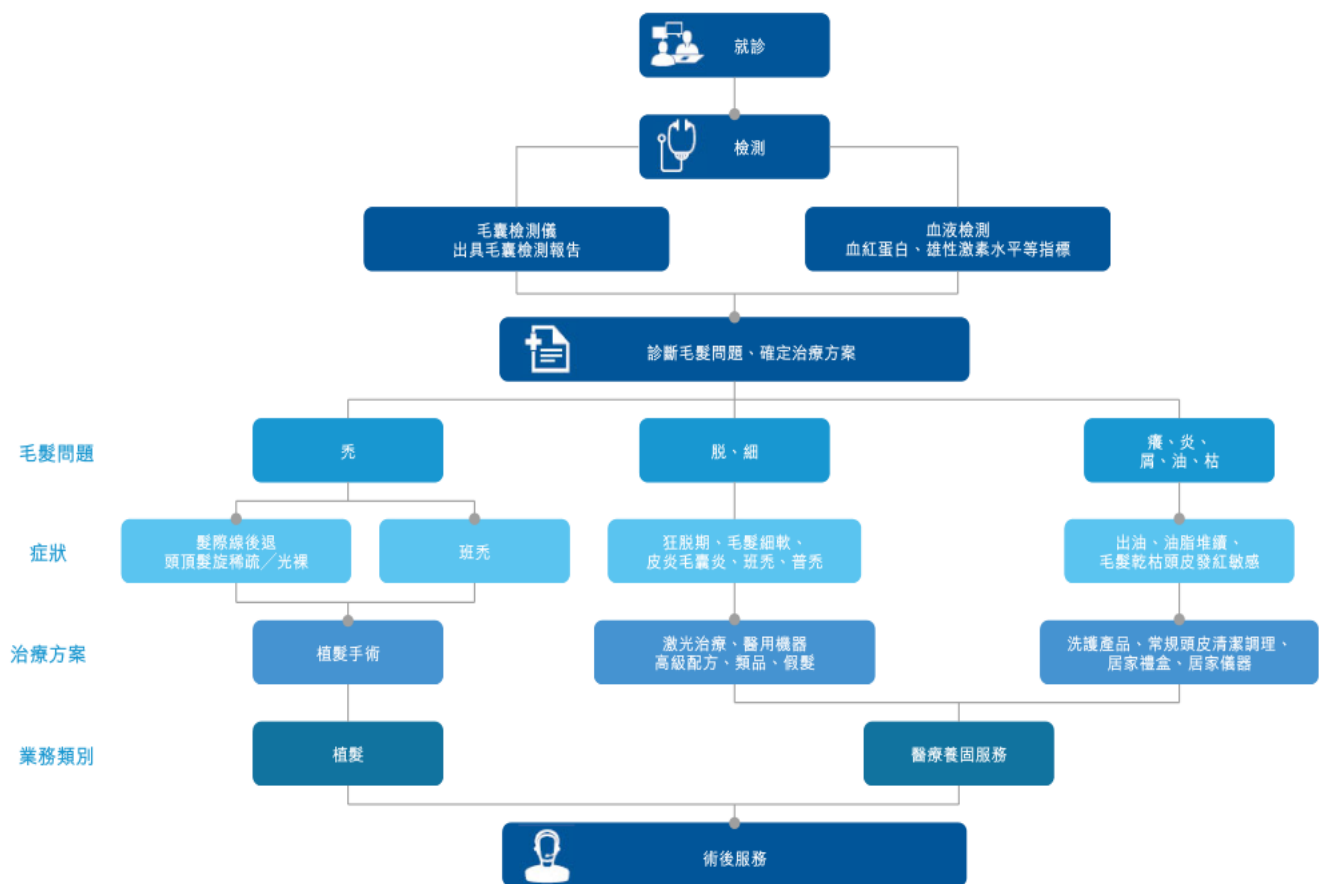 就診
檢測
毛囊檢測儀
出具毛囊檢測報告
血液檢測
血紅蛋白、雄性激素水平等指標
診斷毛髮問題、確定治療方案
毛髮問題
禿
脱、細
癢、炎、
屑、油、枯
症狀
髮際線後退
頭頂髮旋稀疏／光裸
班禿
狂脱期、毛髮細軟、
皮炎毛囊炎、班禿、普禿
出油、油脂堆續、
毛髮乾枯頭皮發紅敏感
治療方案
植髮手術
激光治療、醫用機器
高級配方、類品、假髮
洗護產品、常規頭皮清潔調理、
居家禮盒、居家儀器
業務類別
植髮
醫療養固服務
術後服務